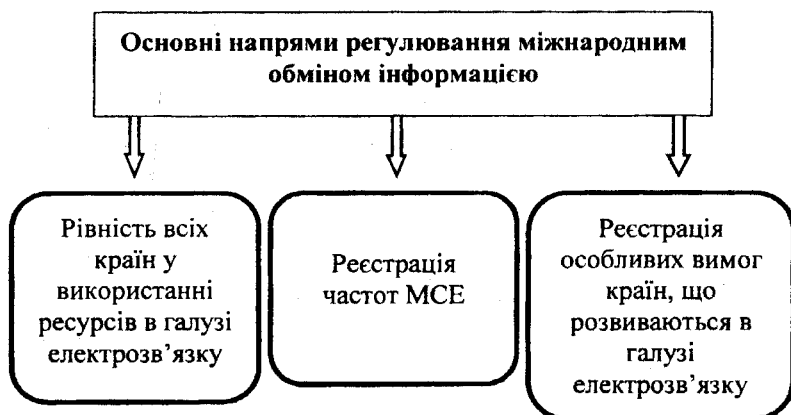 Основні напрями регулювання міжнародним
обміном інформацією
Рівність всіх
країн у
використанні
ресурсів в галузі
електрозв’язку
Реєстрація
частот МСЕ
Реєстрація
особливих вимог
країн, що
розвиваються в
галузі
електрозв’язку